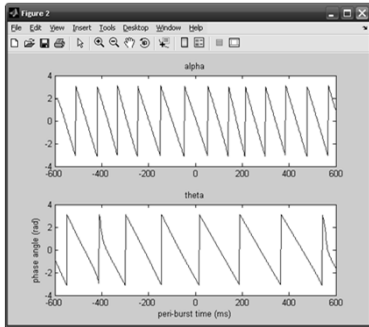 Figure 2
File Edit View Insert Tools Desktop Window Help
alpha
4
2
0
-2
-4
-600 -400 -200 0 200 400 600
theta
4
2
0
-2
-4
phase angle (rad)
-600 -400 -200 0 200 400 600
peri-burst time (ms)